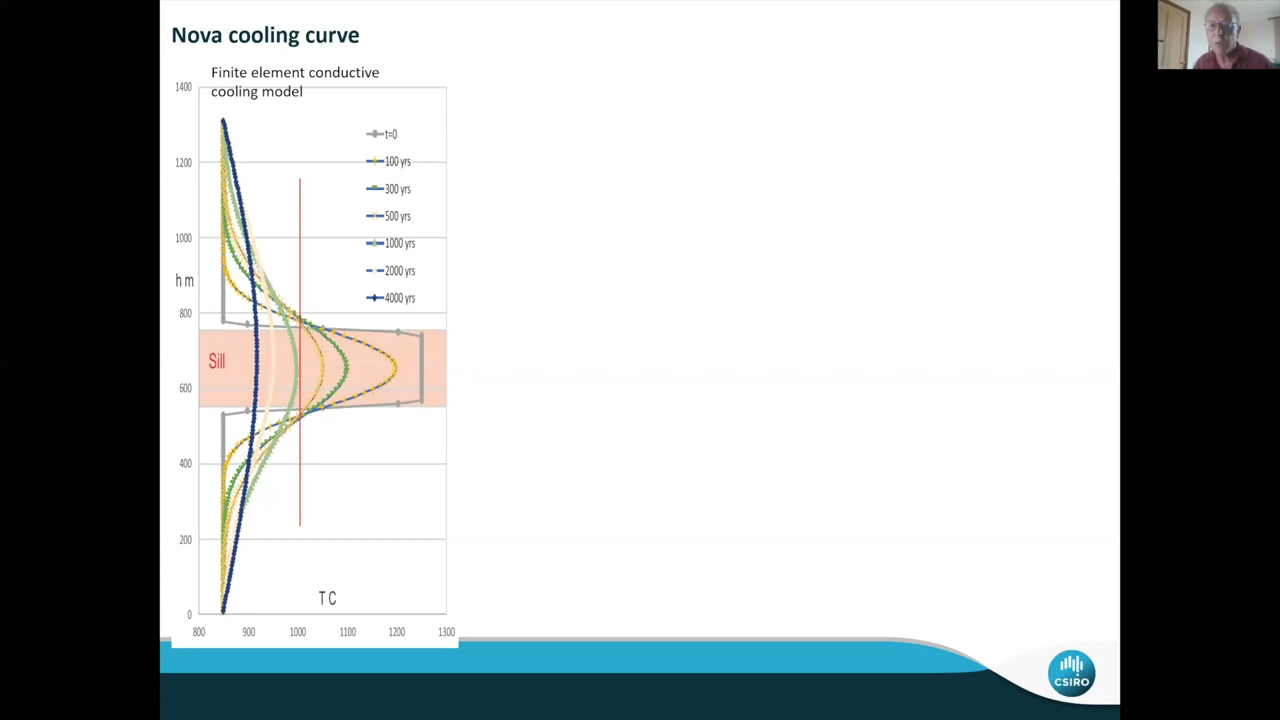 Nova cooling curve
Finite element conductive
cooling model
1400
1200
1000
h m
800
600
400
200
0
t=0
100 yrs
300 yrs
500 yrs
1000 yrs
2000 yrs
4000 yrs
Sill
T C
800 900 1000 1100 1200 1300
CSIRO